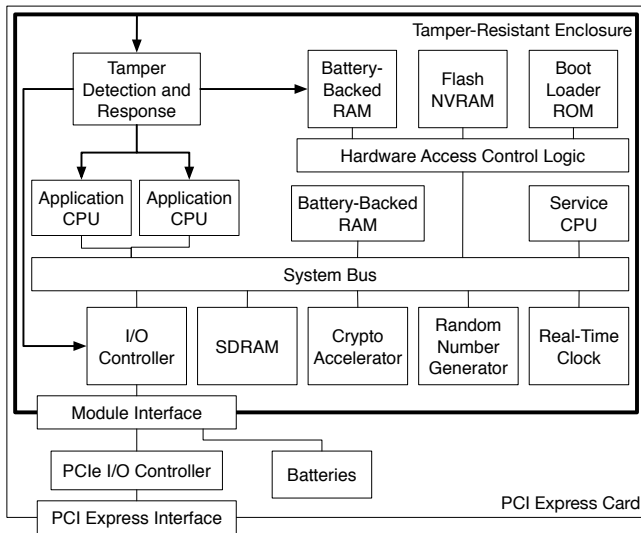 Tamper-Resistant Enclosure
Tamper
Detection and
Response
Battery-
Backed
RAM
Flash
NVRAM
Boot
Loader
ROM
Hardware Access Control Logic
Application
CPU
Application
CPU
Battery-Backed
RAM
Service
CPU
System Bus
I/O
Controller
SDRAM
Crypto
Accelerator
Random
Number
Generator
Real-Time
Clock
Module Interface
PCIe I/O Controller
Batteries
PCI Express Card
PCI Express Interface